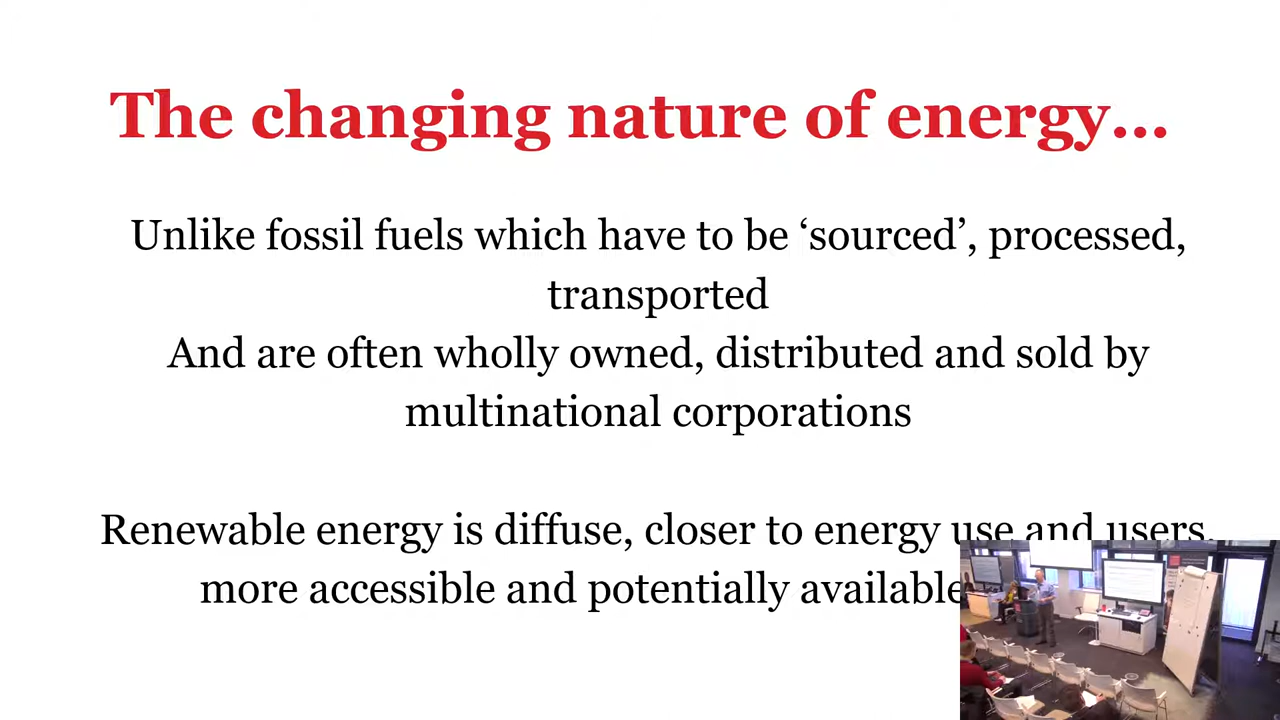 The changing nature of energy...
Unlike fossil fuels which have to be ‘sourced’, processed,
transported
And are often wholly owned, distributed and sold by
multinational corporations
Renewable energy is diffuse, closer to energy use and users,
more accessible and potentially available